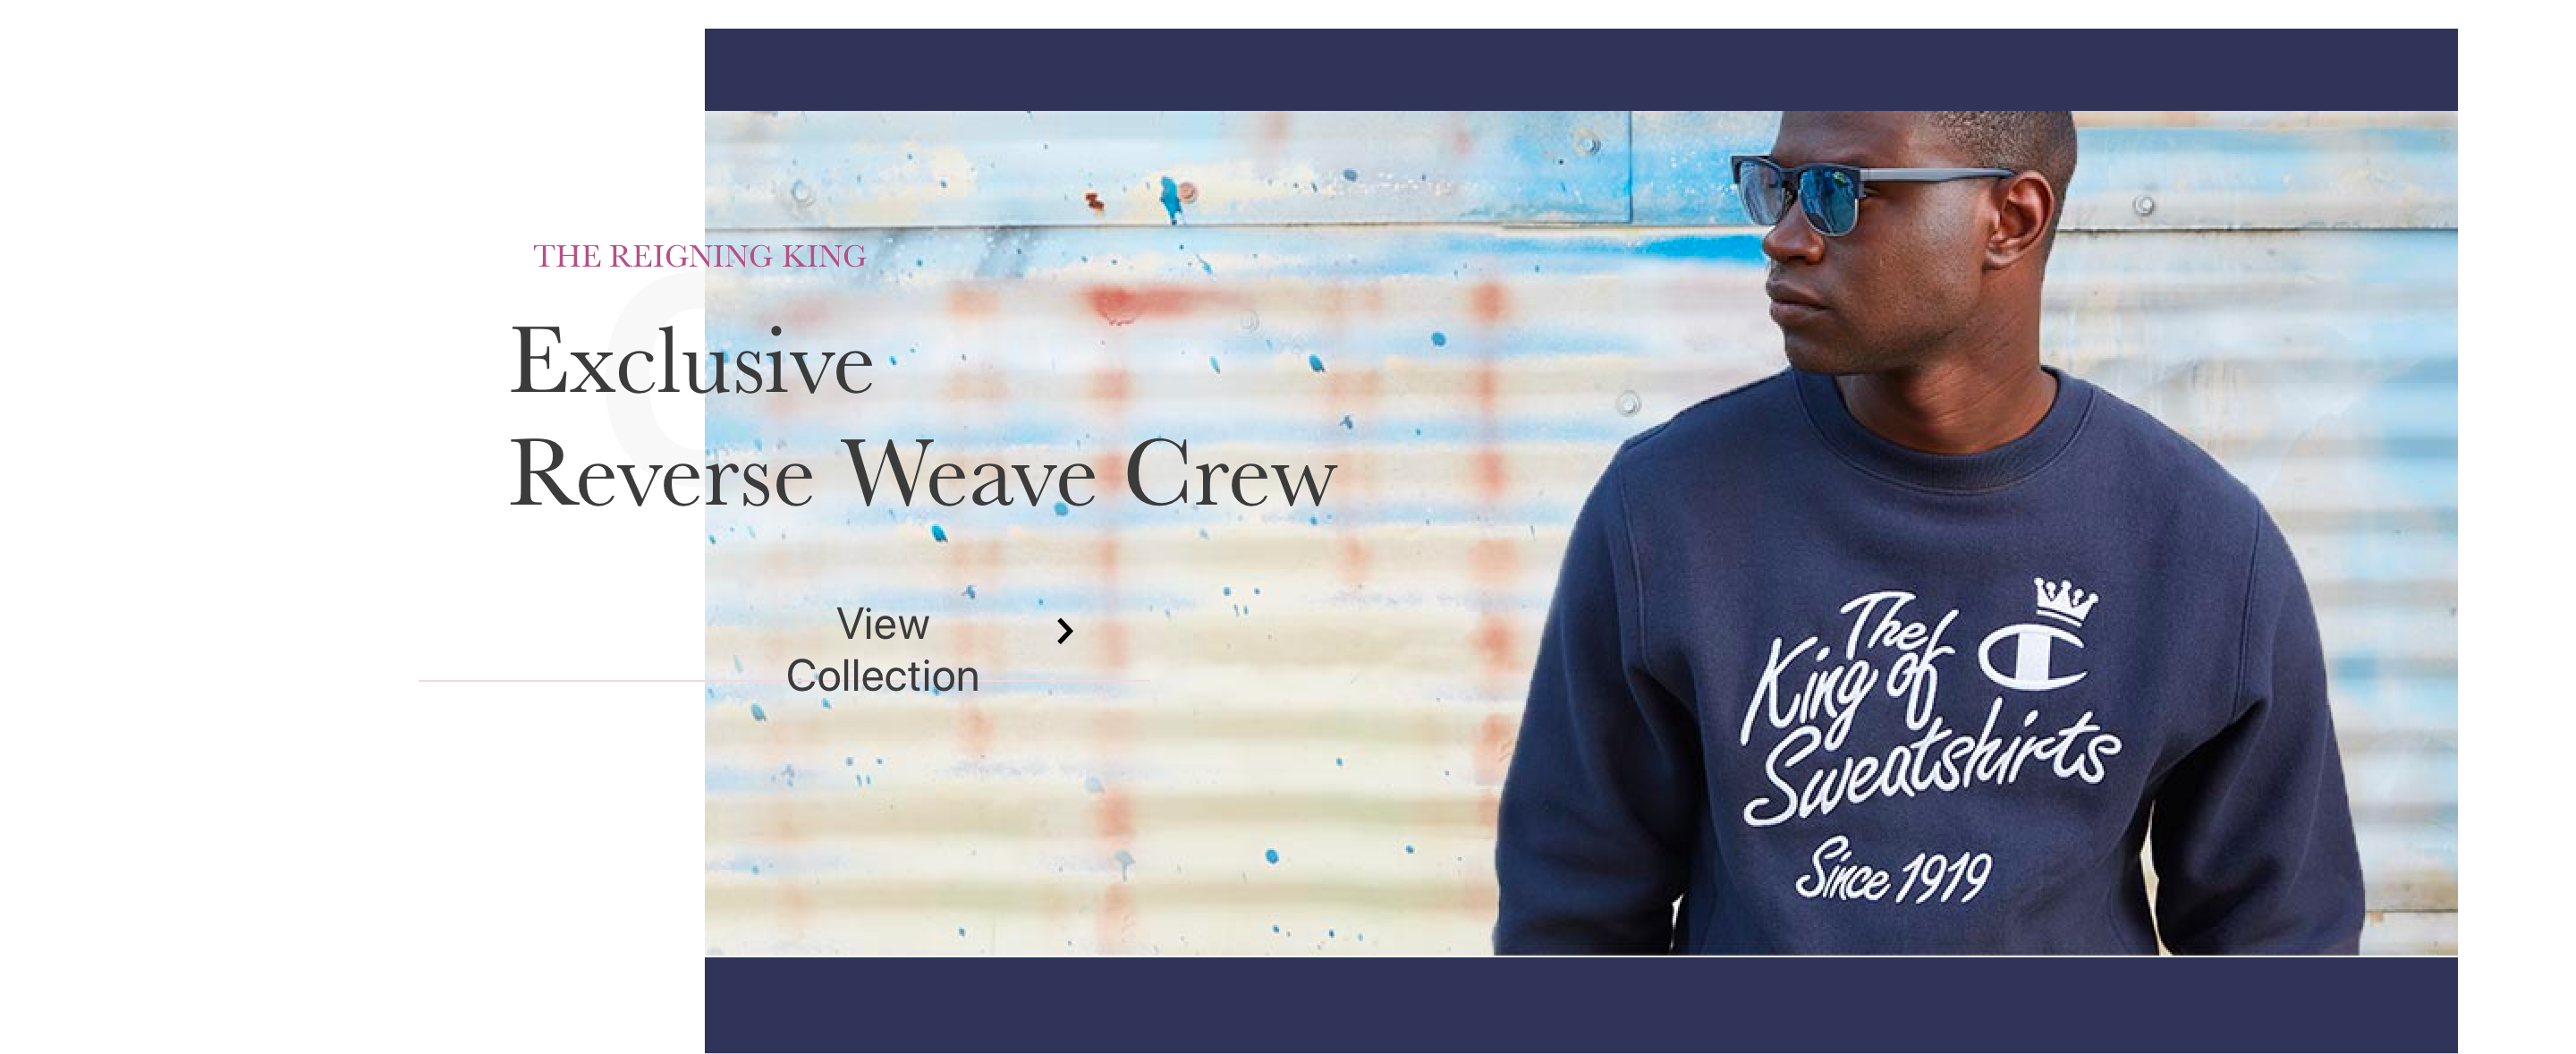 THE REIGNING KING
Exclusive
Reverse Weave Crew
View
Collection
The
King of
Sweatshirts
Since 1919